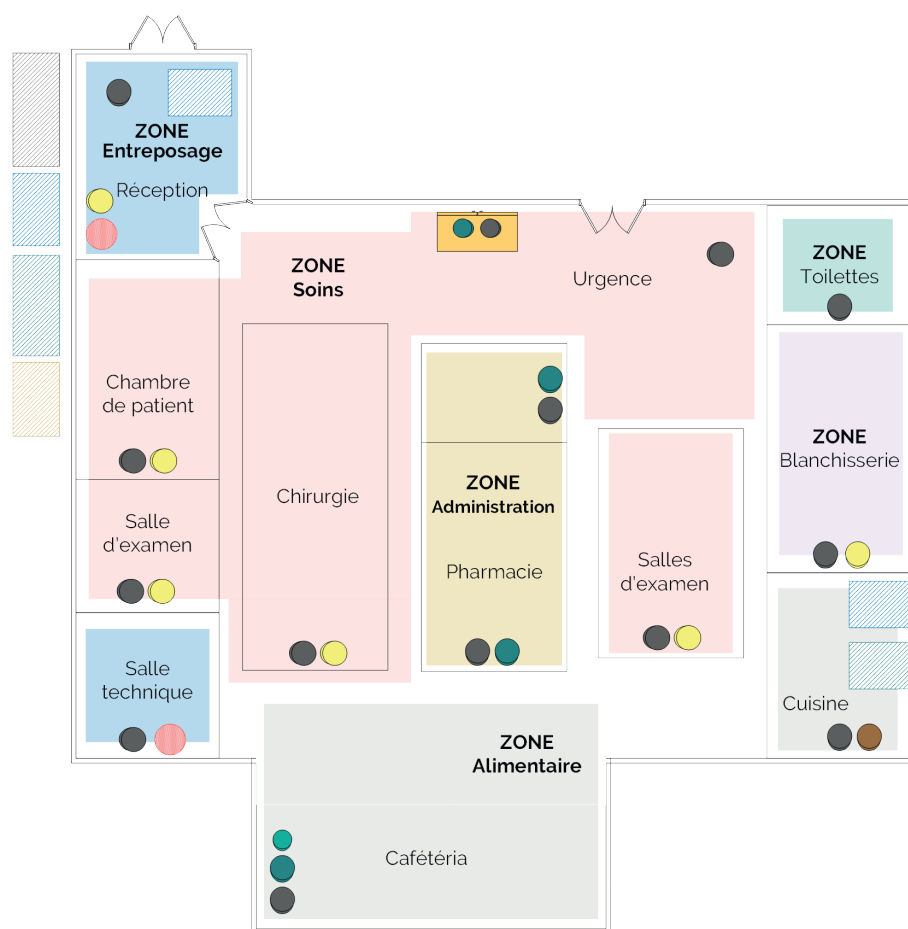 ZONE
Entreposage
Réception
ZONE
Soins
Urgence
ZONE
Toilettes
Chambre
de patient
Chirurgie
ZONE
Administration
Pharmacie
ZONE
Blanchisserie
Salle
d'examen
Salles
d'examen
Salle
technique
Cuisine
ZONE
Alimentaire
Cafétéria